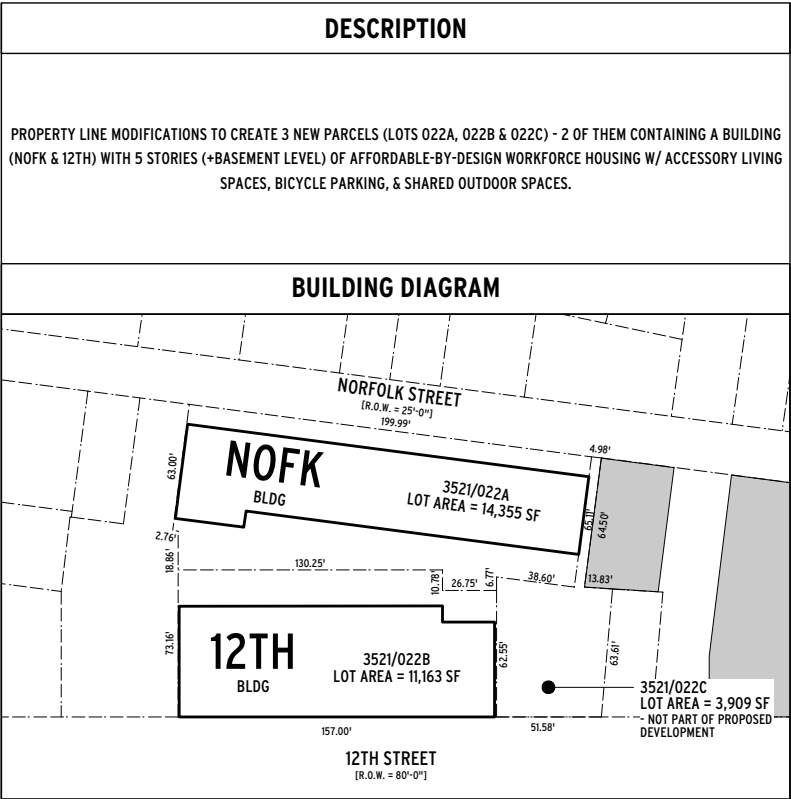 DESCRIPTION
PROPERTY LINE MODIFICATIONS TO CREATE 3 NEW PARCELS (LOTS 022A, 022B & 022C) - 2 OF THEM CONTAINING A BUILDING
(NOFK & 12TH) WITH 5 STORIES (+BASEMENT LEVEL) OF AFFORDABLE-BY-DESIGN WORKFORCE HOUSING W/ ACCESSORY LIVING
SPACES, BICYCLE PARKING, & SHARED OUTDOOR SPACES.
BUILDING DIAGRAM
NORFOLK STREET
[R.O.W. = 25'-0"]
199.99'
4.98'
63.00'
NOFK
BLDG
3521/022A
LOT AREA = 14,355 SF
65.11'
64.50'
2.76'
18.86'
130.25'
10.78'
26.75'
6.77'
38.60'
13.83'
73.16'
12TH
BLDG
3521/022B
LOT AREA = 11,163 SF
62.55'
63.61'
3521/022C
LOT AREA = 3,909 SF
- NOT PART OF PROPOSED
DEVELOPMENT
157.00'
51.58'
12TH STREET
[R.O.W. = 80'-0"]